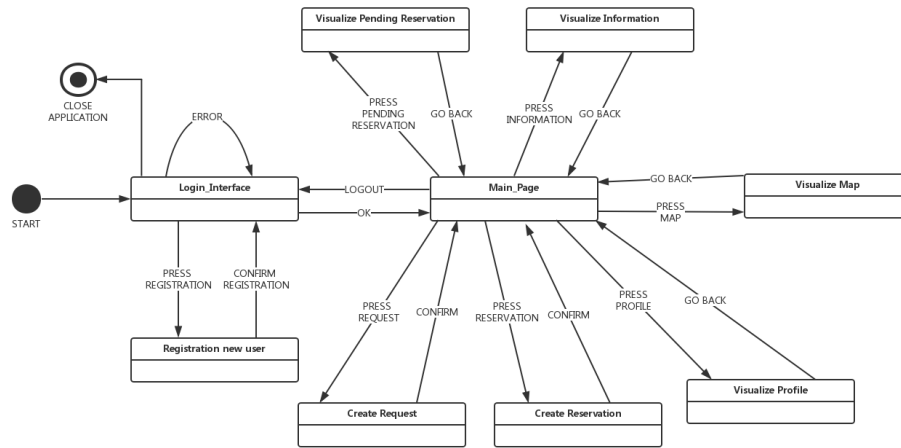 Visualize Pending Reservation
Visualize Information
CLOSE
APPLICATION
ERROR
PRESS
PENDING
RESERVATION
GO BACK
PRESS
INFORMATION
GO BACK
START
Login_Interface
LOGOUT
OK
Main_Page
GO BACK
PRESS
MAP
Visualize Map
PRESS
REGISTRATION
CONFIRM
REGISTRATION
PRESS
REQUEST
CONFIRM
PRESS
RESERVATION
CONFIRM
PRESS
PROFILE
GO BACK
Registration new user
Create Request
Create Reservation
Visualize Profile